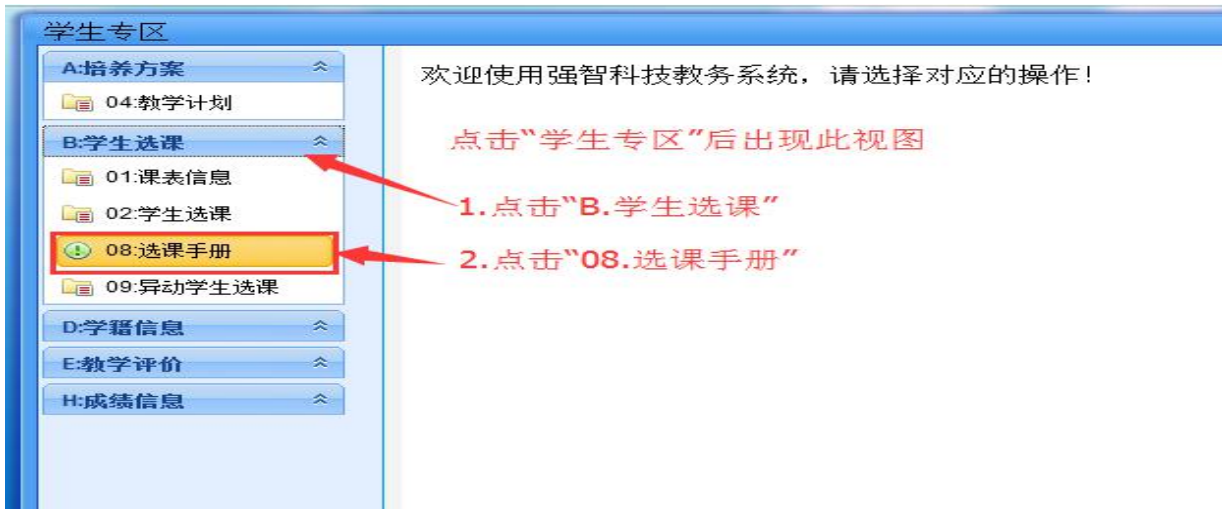 学生专区
A:培养方案
04:教学计划
B:学生选课
01:课表信息
02:学生选课
08:选课手册
09:异动学生选课
D:学籍信息
E:教学评价
H:成绩信息
欢迎使用强智科技教务系统，请选择对应的操作！
点击“学生专区”后出现此视图
1.点击“B.学生选课”
2.点击“08.选课手册”